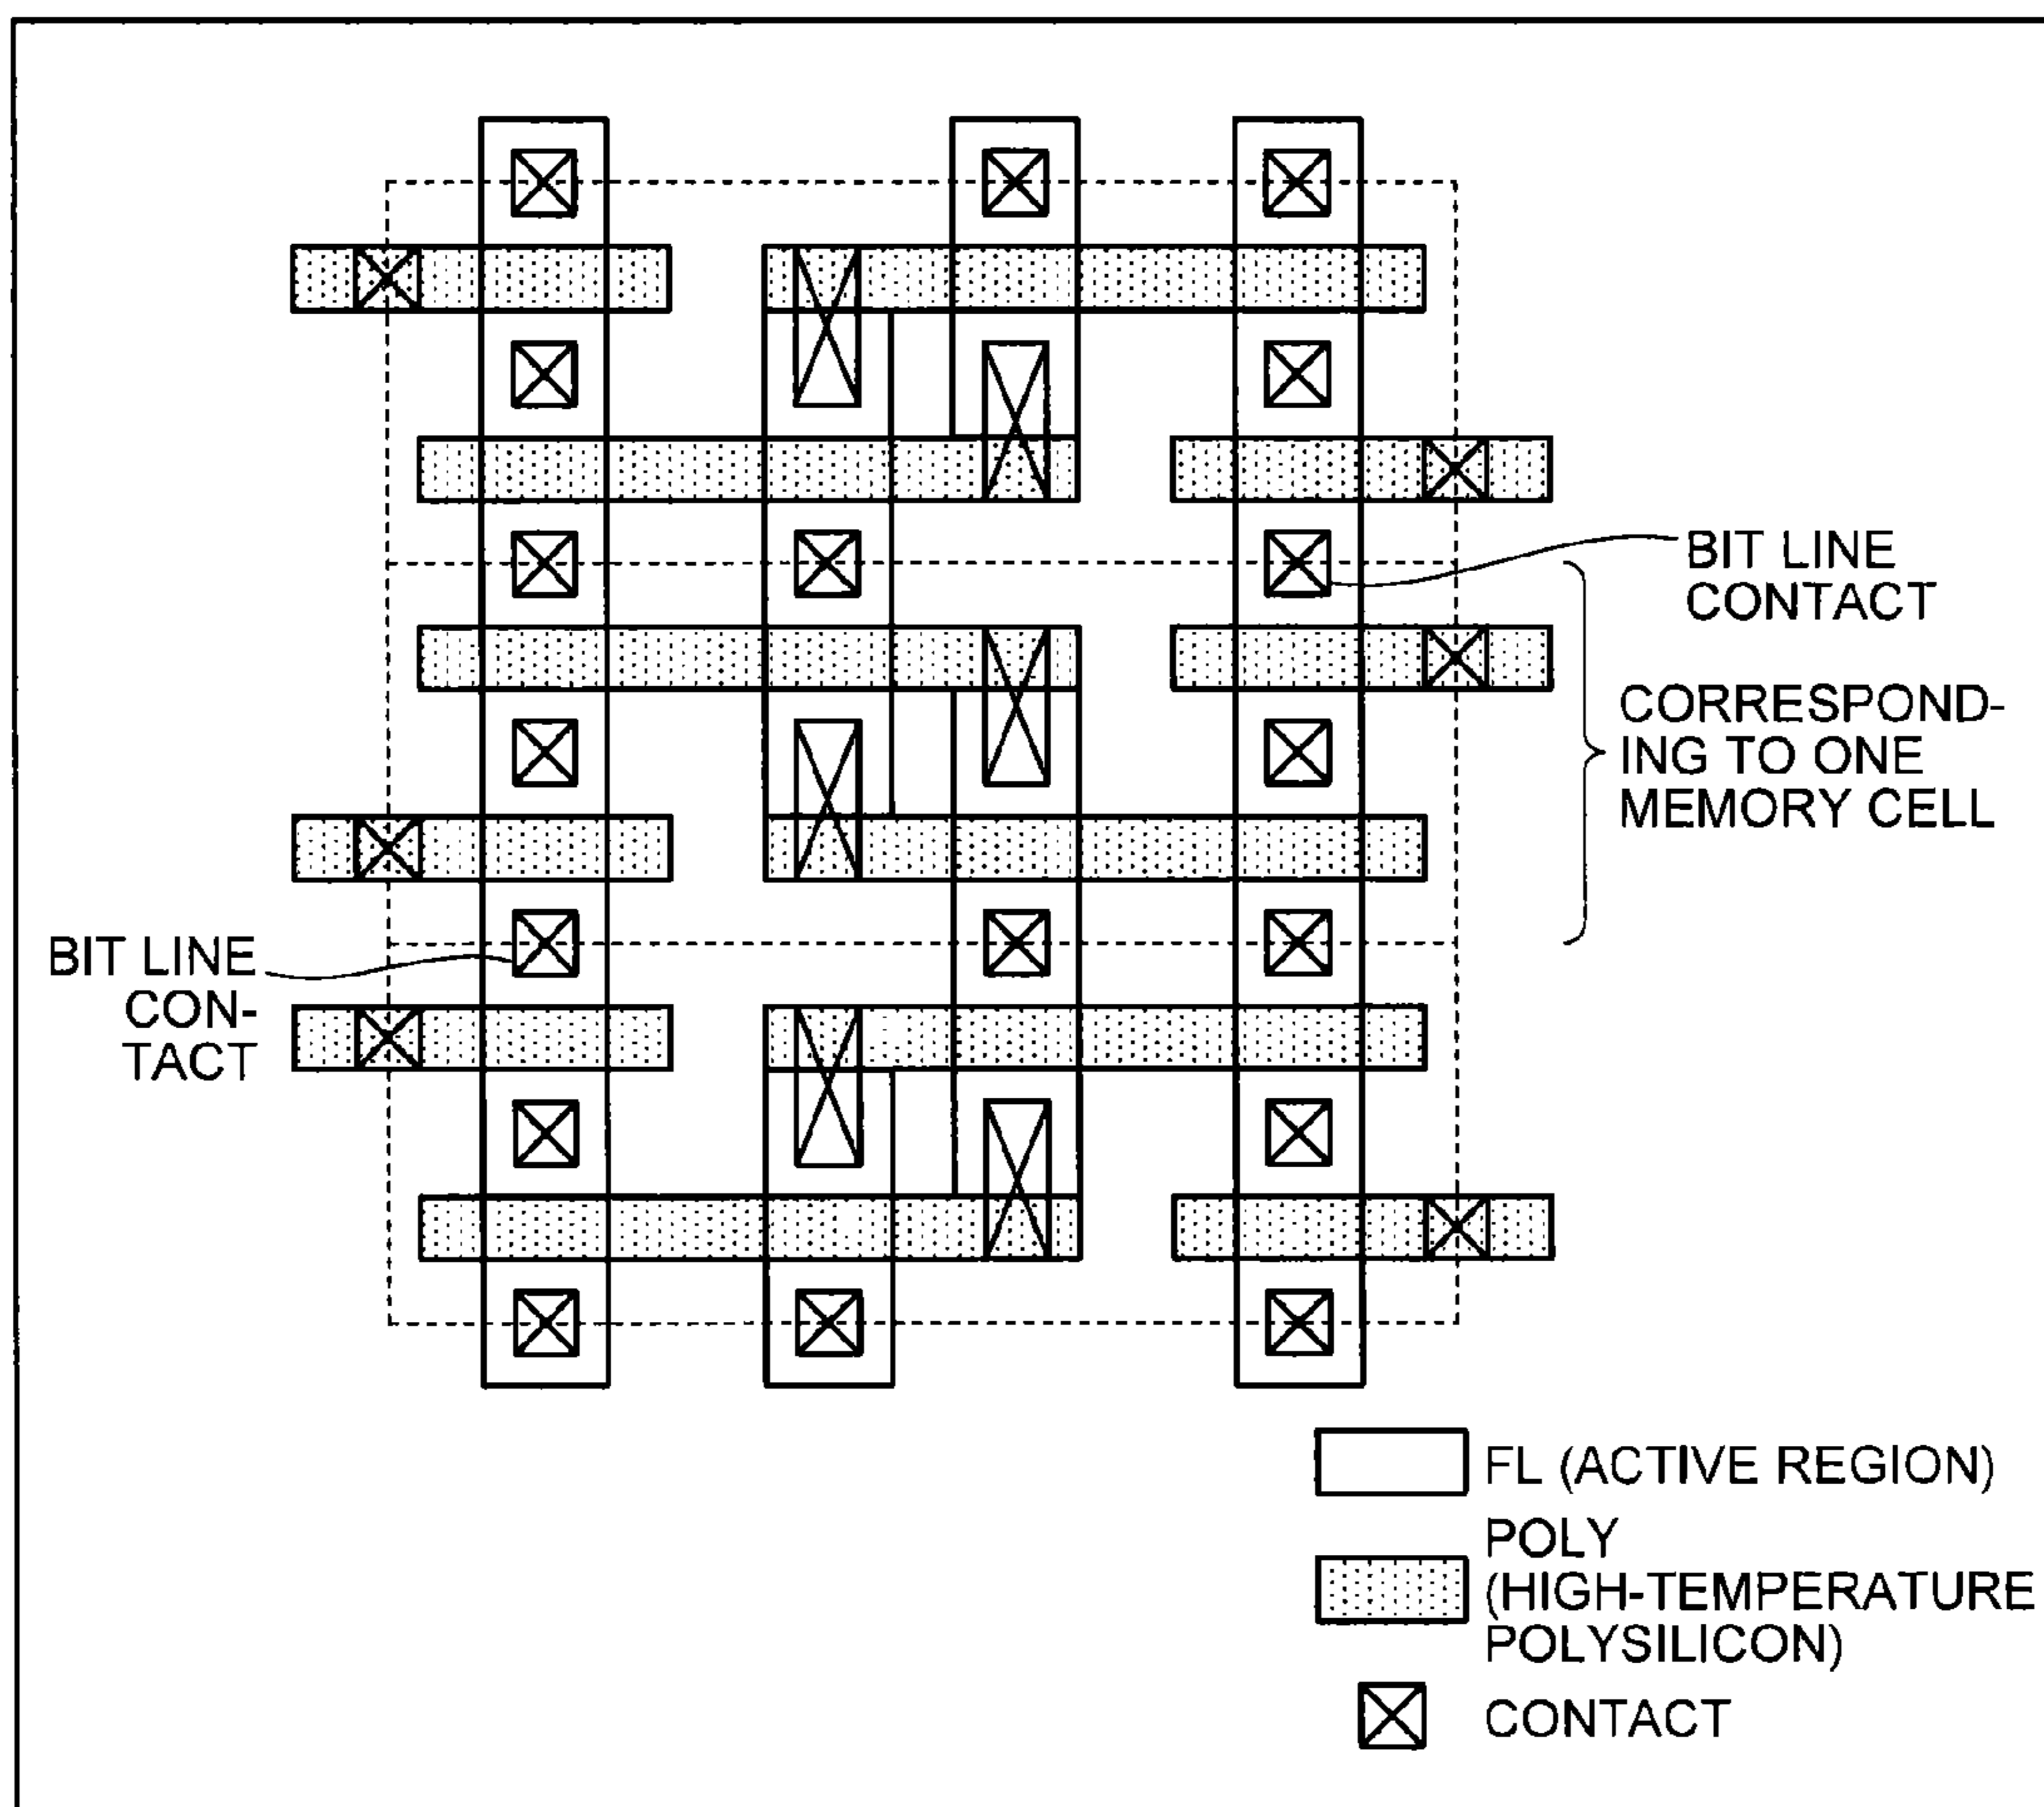 BIT LINE
CONTACT
CORRESPOND-
ING TO ONE
MEMORY CELL
BIT LINE
CON-
TACT
FL (ACTIVE REGION)
POLY
(HIGH-TEMPERATURE
POLYSILICON)
CONTACT